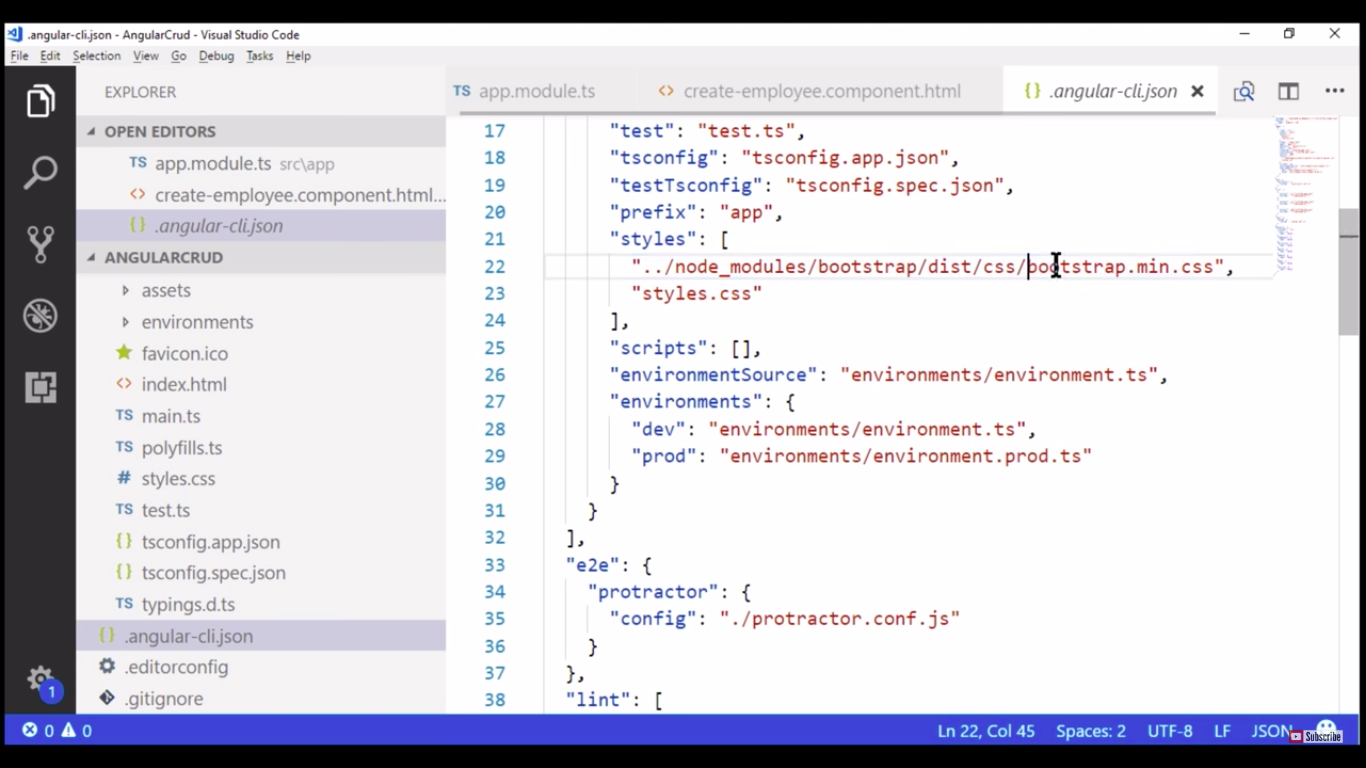 .angular-cli.json - AngularCrud - Visual Studio Code
File Edit Selection View Go Debug Tasks Help
EXPLORER
OPEN EDITORS
TS app.module.ts src\app
<> create-employee.component.html...
{} .angular-cli.json
ANGULARCRUD
assets
environments
favicon.ico
<> index.html
TS main.ts
TS polyfills.ts
# styles.css
TS test.ts
{} tsconfig.app.json
{} tsconfig.spec.json
TS typings.d.ts
{} .angular-cli.json
.editorconfig
.gitignore
1
TS app.module.ts <> create-employee.component.html {} .angular-cli.json
17 "test": "test.ts",
18 "tsconfig": "tsconfig.app.json",
19 "testTsconfig": "tsconfig.spec.json",
20 "prefix": "app",
21 "styles": [
22 "../node_modules/bootstrap/dist/css/bootstrap.min.css",
23 "styles.css"
24 ],
25 "scripts": [],
26 "environmentSource": "environments/environment.ts",
27 "environments": {
28 "dev": "environments/environment.ts",
29 "prod": "environments/environment.prod.ts"
30 }
31 }
32 ],
33 "e2e": {
34 "protractor": {
35 "config": "./protractor.conf.js"
36 }
37 },
38 "lint": [
0 0 Ln 22, Col 45 Spaces: 2 UTF-8 LF JSON Subscribe